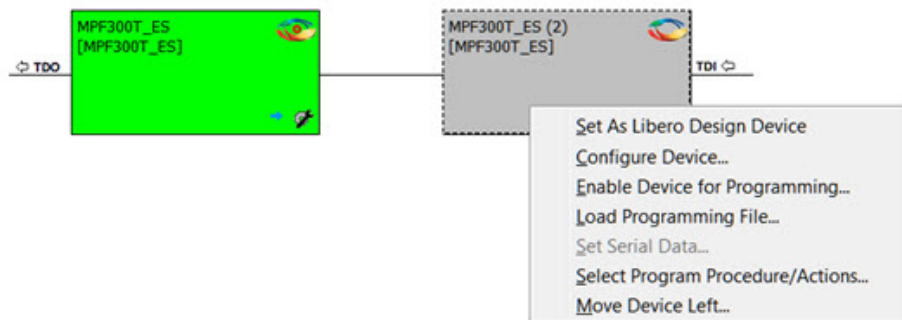 MPF300T_ES
[MPF300T_ES]
MPF300T_ES (2)
[MPF300T_ES]
TDO
TDI
Set As Libero Design Device
Configure Device...
Enable Device for Programming...
Load Programming File...
Set Serial Data...
Select Program Procedure/Actions...
Move Device Left...